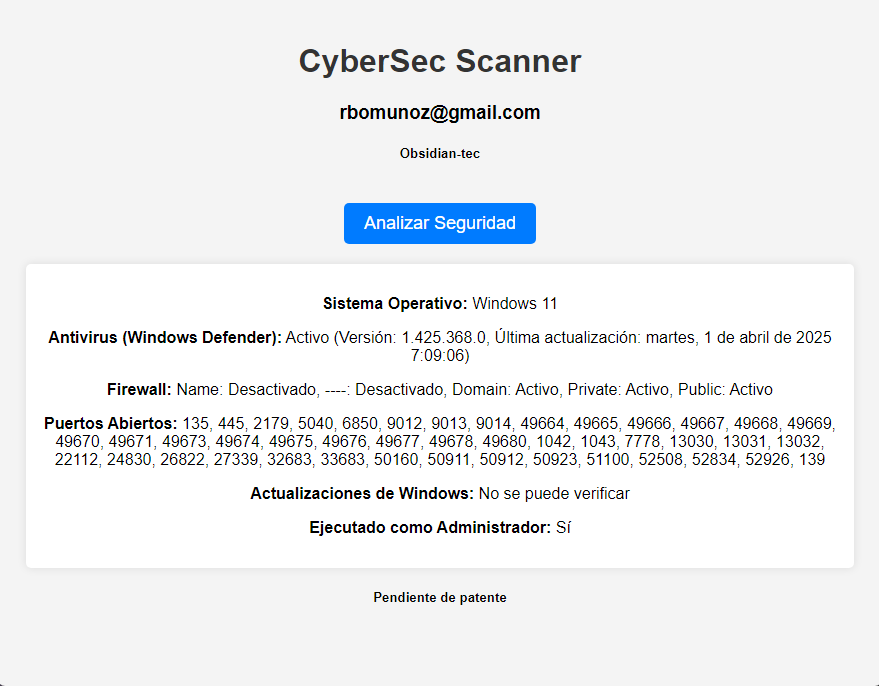 CyberSec Scanner
rbomunoz@gmail.com
Obsidian-tec
Analizar Seguridad
Sistema Operativo: Windows 11
Antivirus (Windows Defender): Activo (Versión: 1.425.368.0, Última actualización: martes, 1 de abril de 2025
7:09:06)
Firewall: Name: Desactivado, ----: Desactivado, Domain: Activo, Private: Activo, Public: Activo
Puertos Abiertos: 135, 445, 2179, 5040, 6850, 9012, 9013, 9014, 49664, 49665, 49666, 49667, 49668, 49669,
49670, 49671, 49673, 49674, 49675, 49676, 49677, 49678, 49680, 1042, 1043, 7778, 13030, 13031, 13032,
22112, 24830, 26822, 27339, 32683, 33683, 50160, 50911, 50912, 50923, 51100, 52508, 52834, 52926, 139
Actualizaciones de Windows: No se puede verificar
Ejecutado como Administrador: Sí
Pendiente de patente